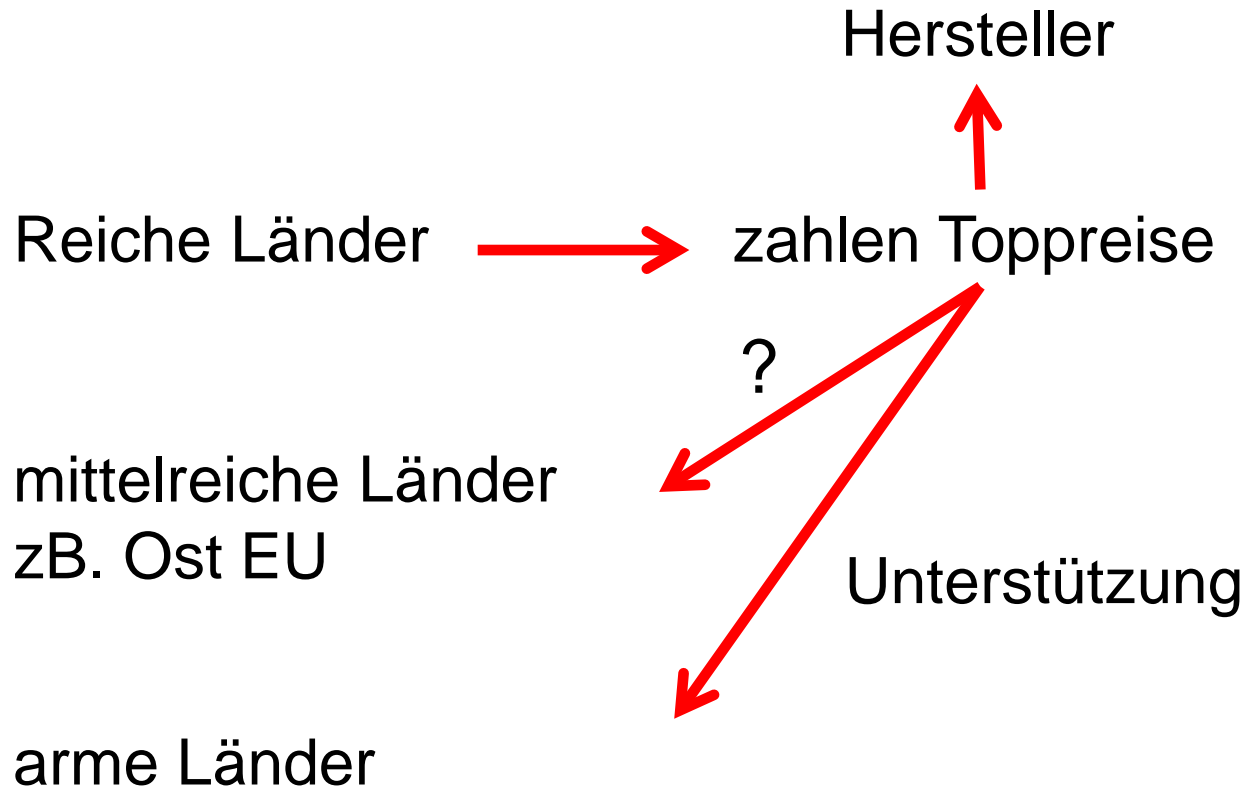 Hersteller
Reiche Länder
zahlen Toppreise
?
mittelreiche Länder
zB. Ost EU
Unterstützung
arme Länder